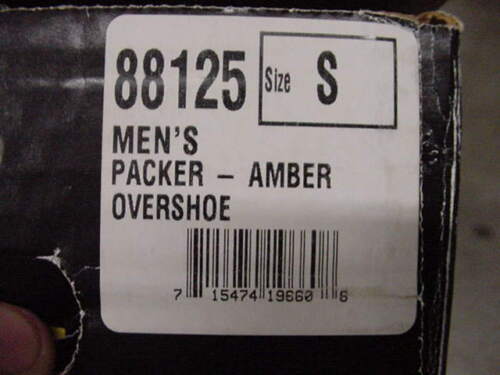 88125 Size S
MEN'S
PACKER - AMBER
OVERSHOE
7 15474 19660 6